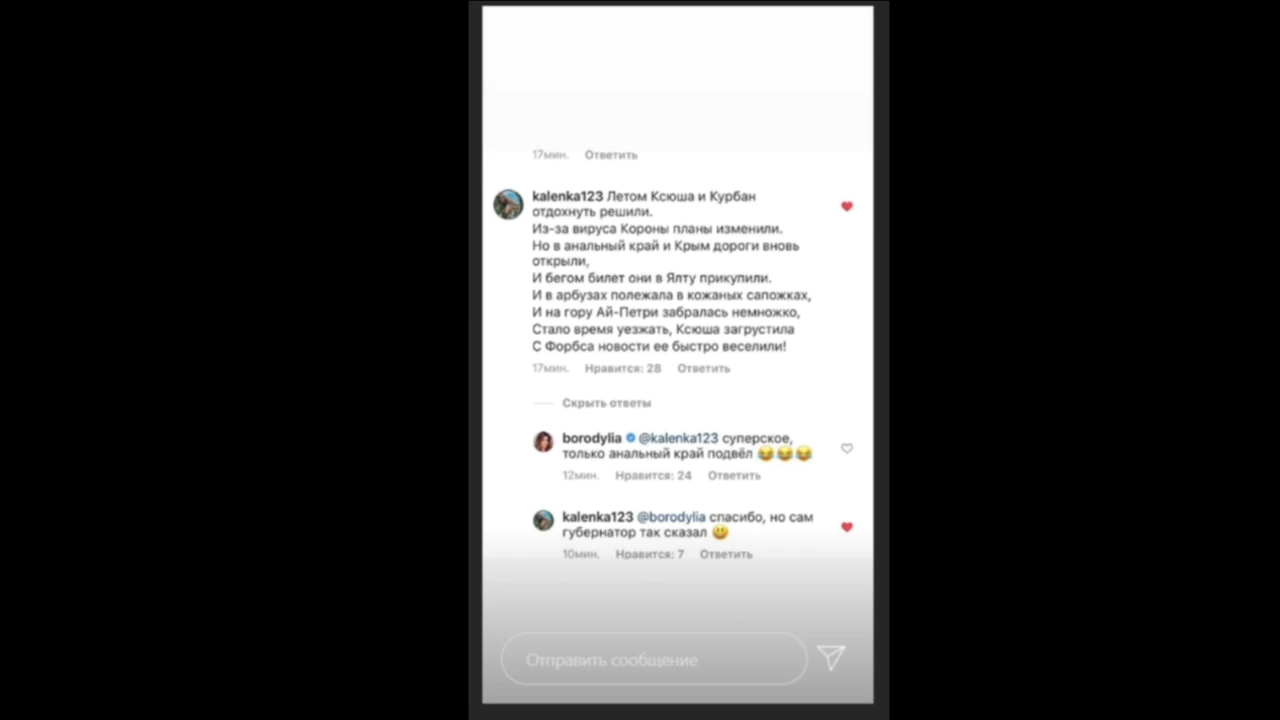 17мин. Ответить
kalenka123 Летом Ксюша и Курбан
отдохнуть решили.
Из-за вируса Короны планы изменили.
Но в анальный край и Крым дороги вновь
открыли,
И бегом билет они в Ялту прикупили.
И в арбузах полежала в кожаных сапожках,
И на гору Ай-Петри забралась немножко,
Стало время уезжать, Ксюша загрустила
С Форбса новости ее быстро веселили!
17мин. Нравится: 28 Ответить
Скрыть ответы
borodylia @kalenka123 суперское,
только анальный край подвёл 😂😂😂
12мин. Нравится: 24 Ответить
kalenka123 @borodylia спасибо, но сам
губернатор так сказал 😃
10мин. Нравится: 7 Ответить
Отправить сообщение